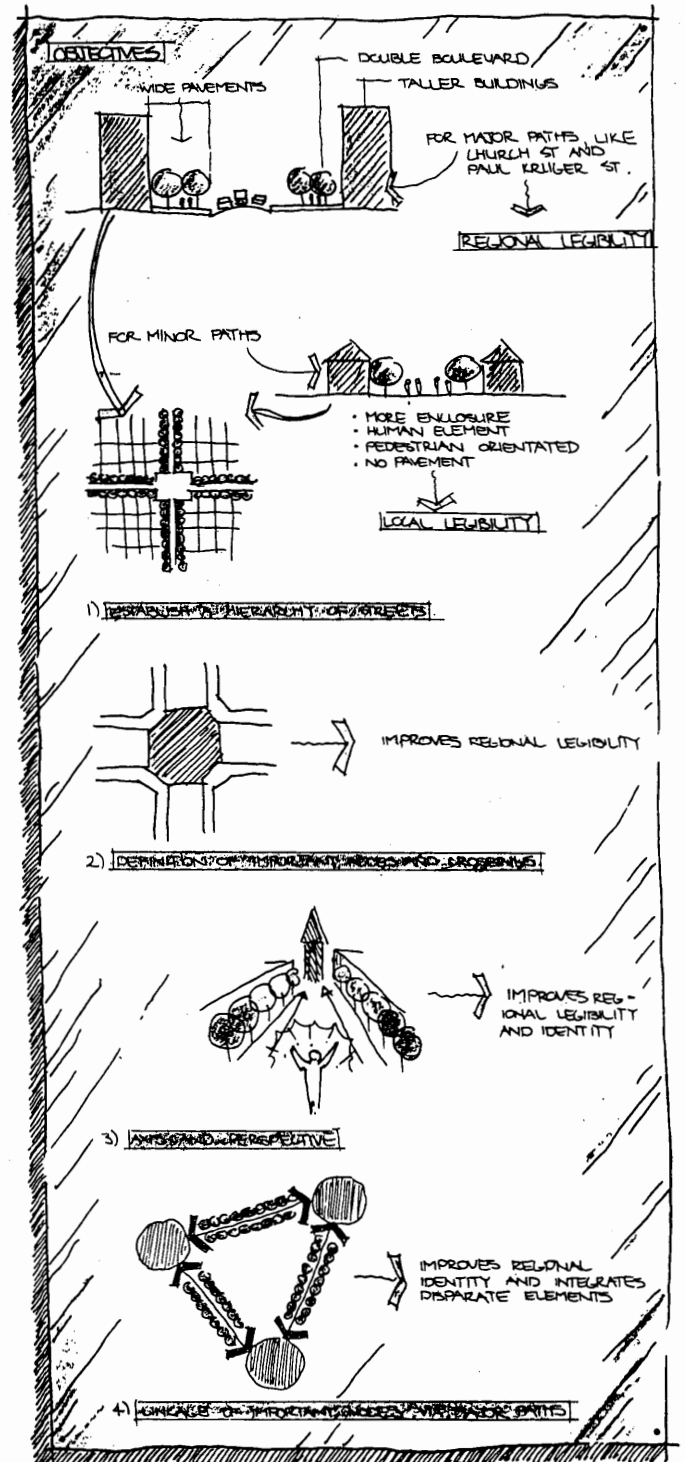 OBJECTIVES
DOUBLE BOULEVARD
WIDE PAVEMENTS
TALLER BUILDINGS
FOR MAJOR PATHS LIKE
CHURCH ST AND
PAUL KRUGER ST.
REGIONAL LEGIBILITY
FOR MINOR PATHS
• MORE ENCLOSURE
• HUMAN ELEMENT
• PEDESTRIAN ORIENTATED
• NO PAVEMENT
LOCAL LEGIBILITY
1) ESTABLISH A HIERARCHY OF STREETS.
IMPROVES REGIONAL LEGIBILITY
2) DEFINITION OF IMPORTANT NODES AND CROSSINGS
IMPROVES REG-
IONAL LEGIBILITY
AND IDENTITY
3) AXIS AND PERSPECTIVE
IMPROVES REGIONAL
IDENTITY AND INTEGRATES
DISPARATE ELEMENTS
4) LINKAGE OF IMPORTANT NODES VIA MAJOR PATHS